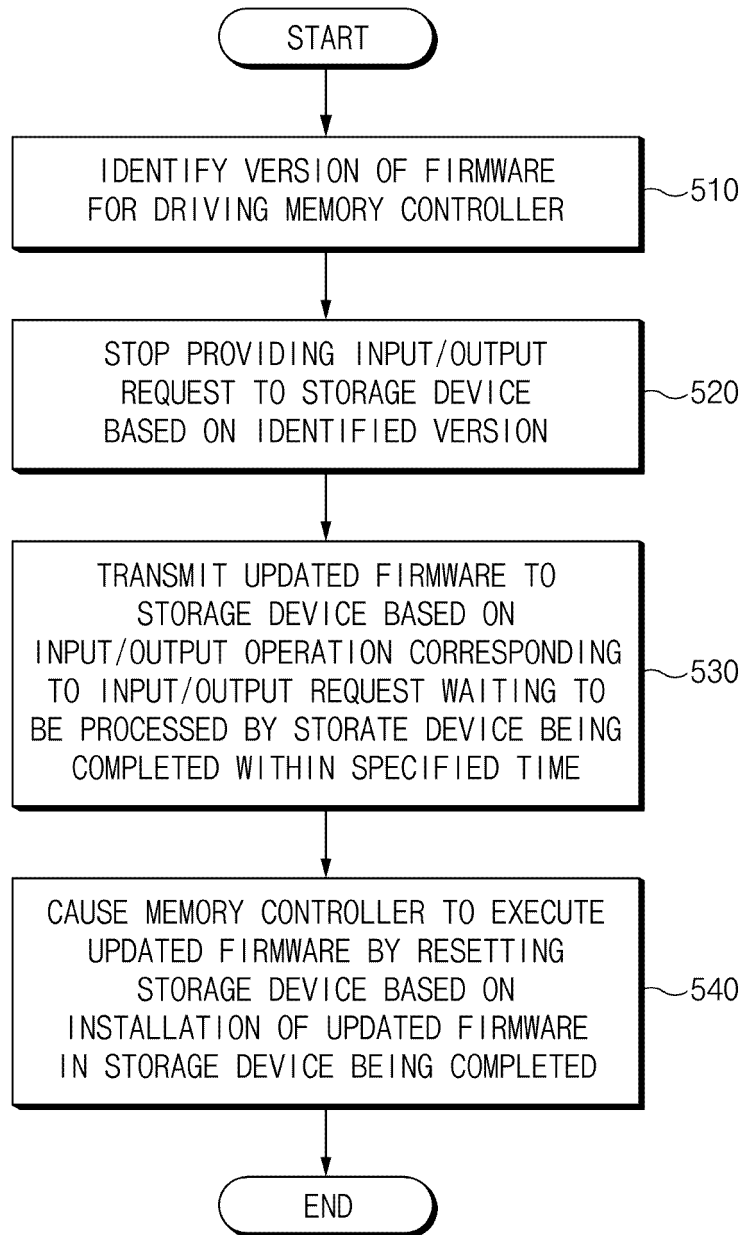 START
IDENTIFY VERSION OF FIRMWARE
FOR DRIVING MEMORY CONTROLLER
510
STOP PROVIDING INPUT/OUTPUT
REQUEST TO STORAGE DEVICE
BASED ON IDENTIFIED VERSION
520
TRANSMIT UPDATED FIRMWARE TO
STORAGE DEVICE BASED ON
INPUT/OUTPUT OPERATION CORRESPONDING
TO INPUT/OUTPUT REQUEST WAITING TO
BE PROCESSED BY STORATE DEVICE BEING
COMPLETED WITHIN SPECIFIED TIME
530
CAUSE MEMORY CONTROLLER TO EXECUTE
UPDATED FIRMWARE BY RESETTING
STORAGE DEVICE BASED ON
INSTALLATION OF UPDATED FIRMWARE
IN STORAGE DEVICE BEING COMPLETED
540
END